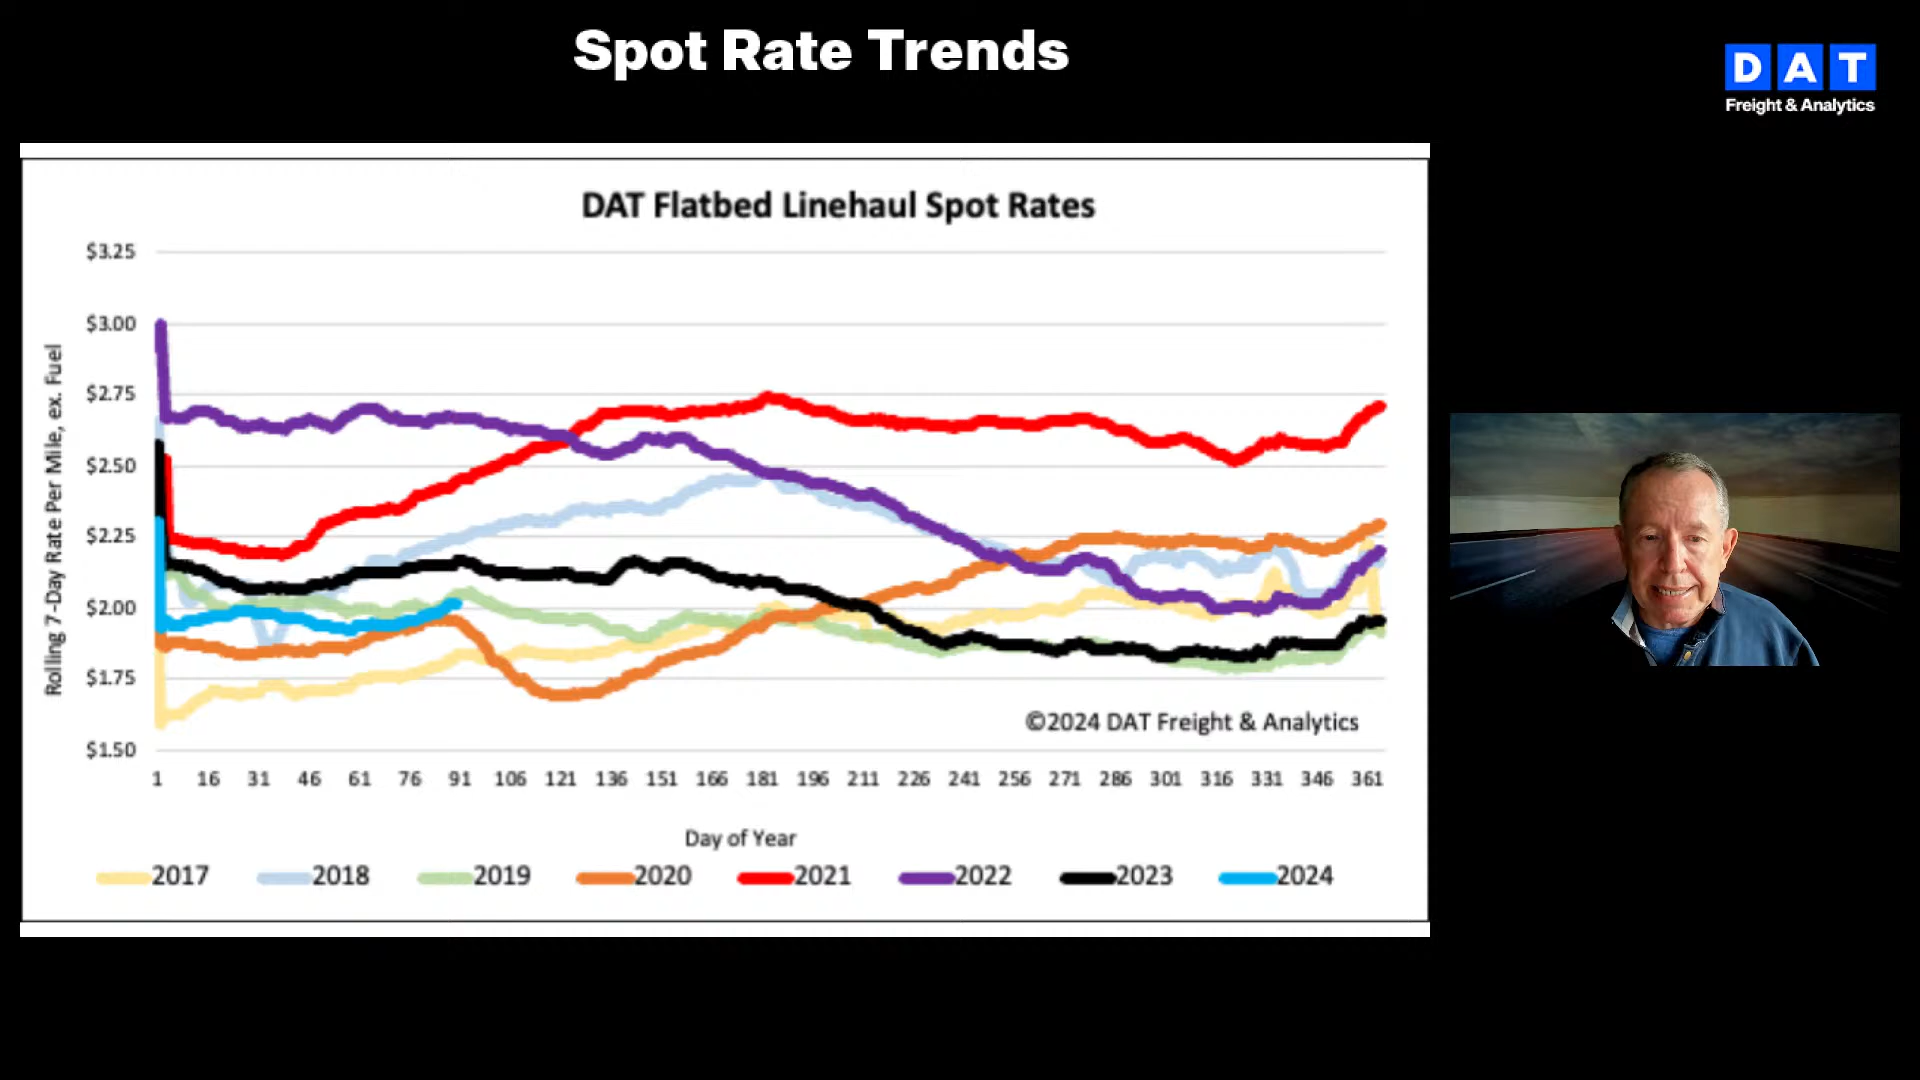 Spot Rate Trends
DAT
Freight & Analytics
DAT Flatbed Linehaul Spot Rates
Rolling 7-Day Rate Per Mile, ex. Fuel
$3.25
$3.00
$2.75
$2.50
$2.25
$2.00
$1.75
$1.50
©2024 DAT Freight & Analytics
1 16 31 46 61 76 91 106 121 136 151 166 181 196 211 226 241 256 271 286 301 316 331 346 361
Day of Year
2017 2018 2019 2020 2021 2022 2023 2024